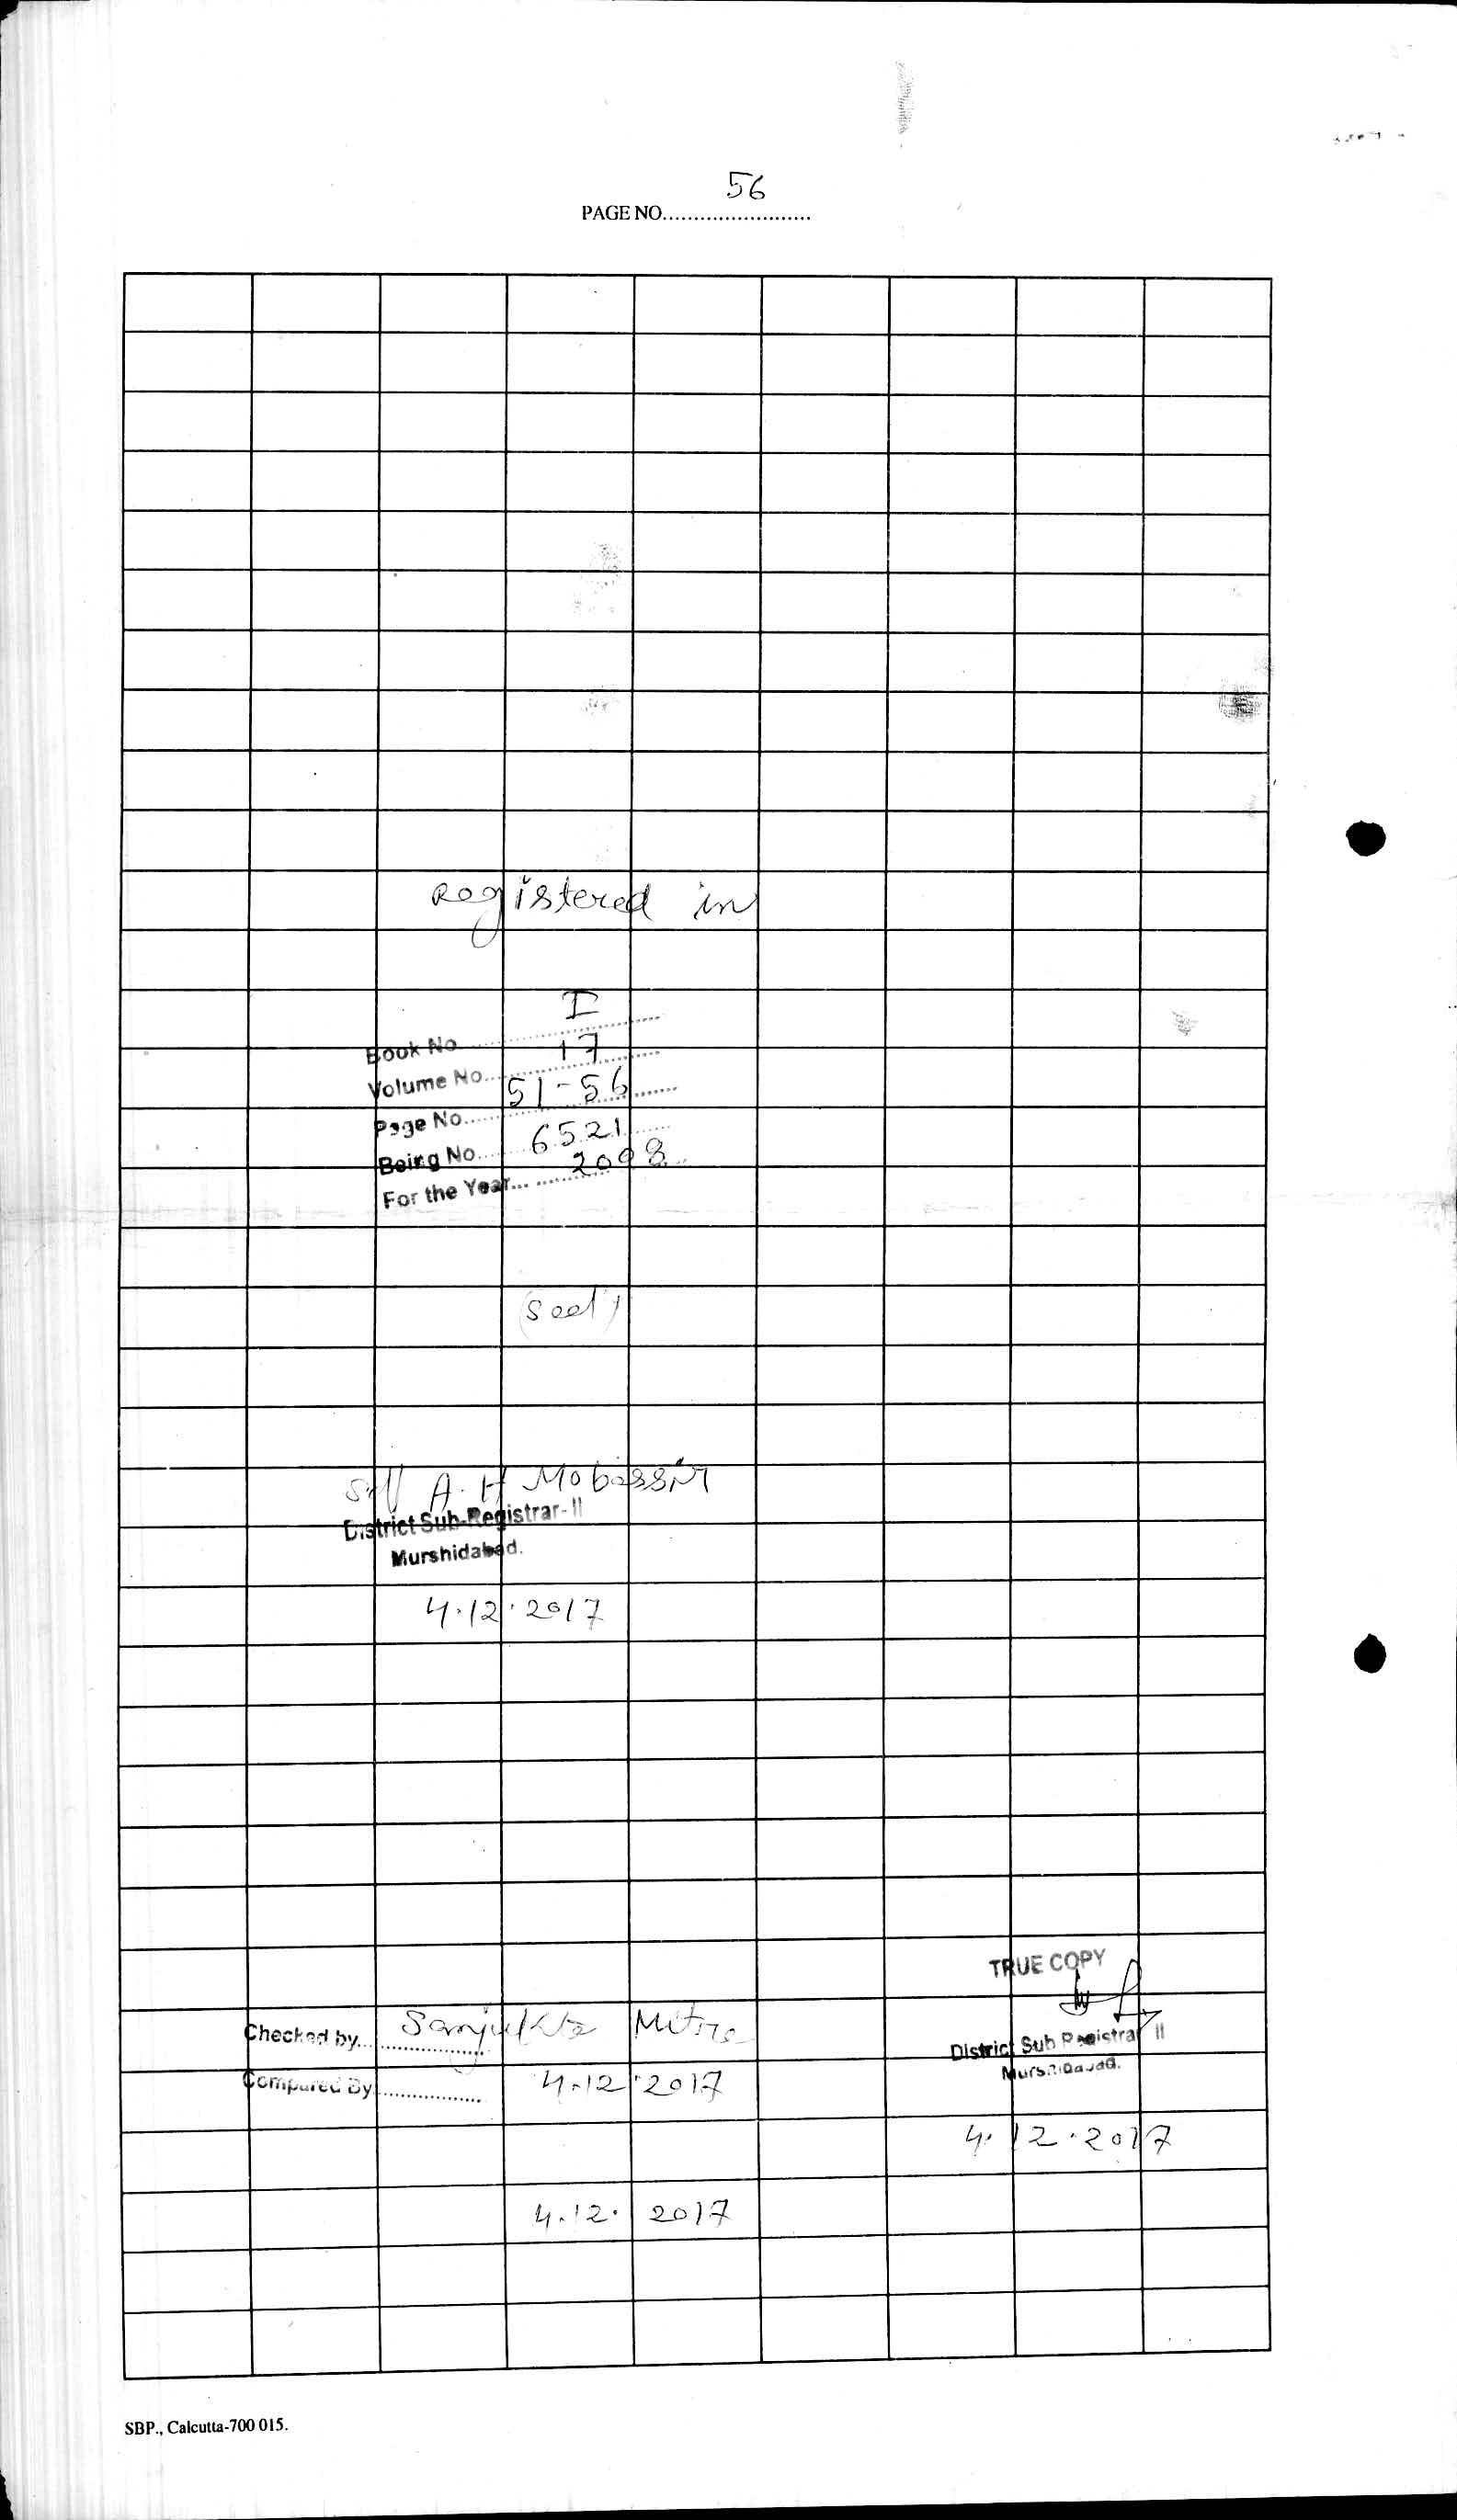 56
PAGE NO.........................
Registered in
Book No. I
Volume No. 17
Page No. 51-56
Being No. 6521
For the Year 2008
(Seal)
Sd/ A. H Mobassir
District Sub-Registrar-II
Murshidabad.
4.12.2017
TRUE COPY
Checked by Sanjukta Mitra
District Sub Registrar II
Murshidabad.
Compared By 4.12.2017
4.12.2017
4.12.2017
SBP., Calcutta-700 015.